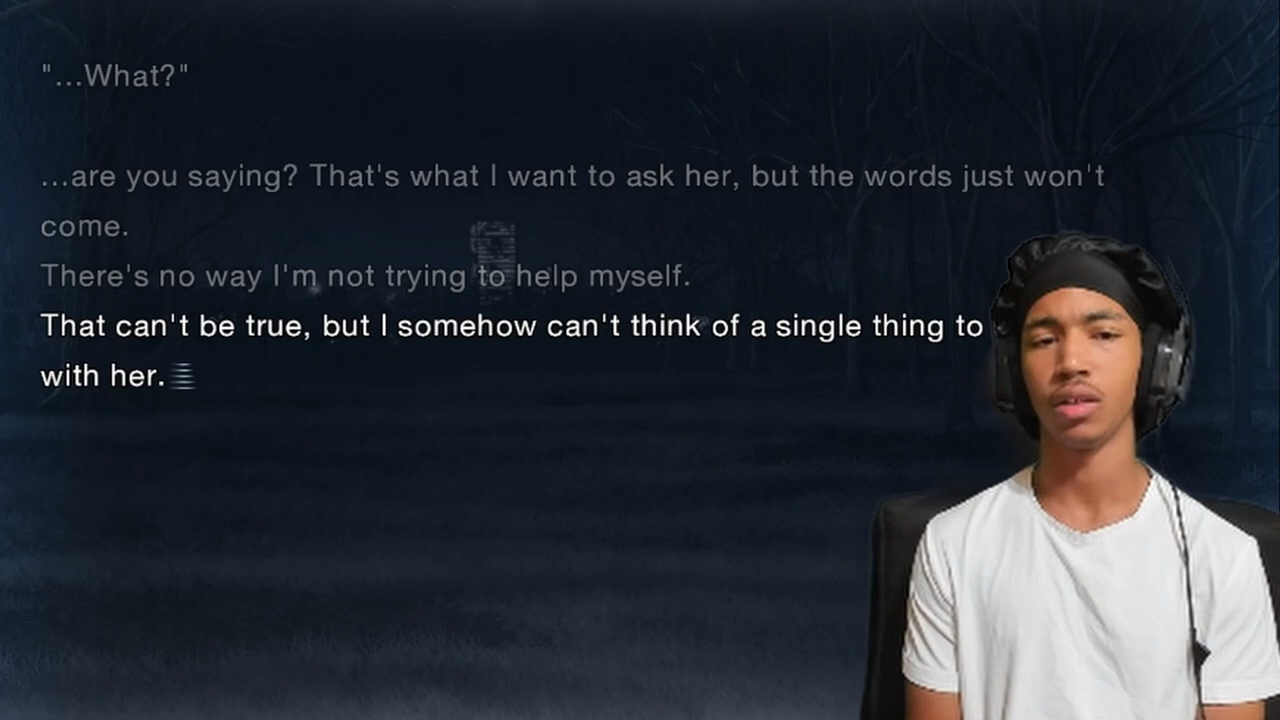 "...What?"
...are you saying? That's what I want to ask her, but the words just won't
come.
There's no way I'm not trying to help myself.
That can't be true, but I somehow can't think of a single thing to
with her.